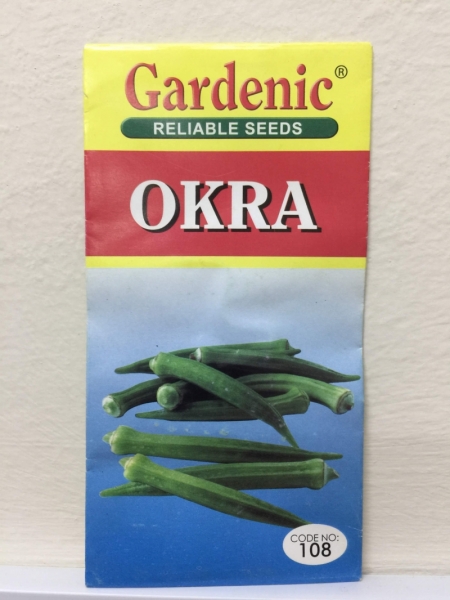 Gardenic®
RELIABLE SEEDS
OKRA
CODE NO:
108